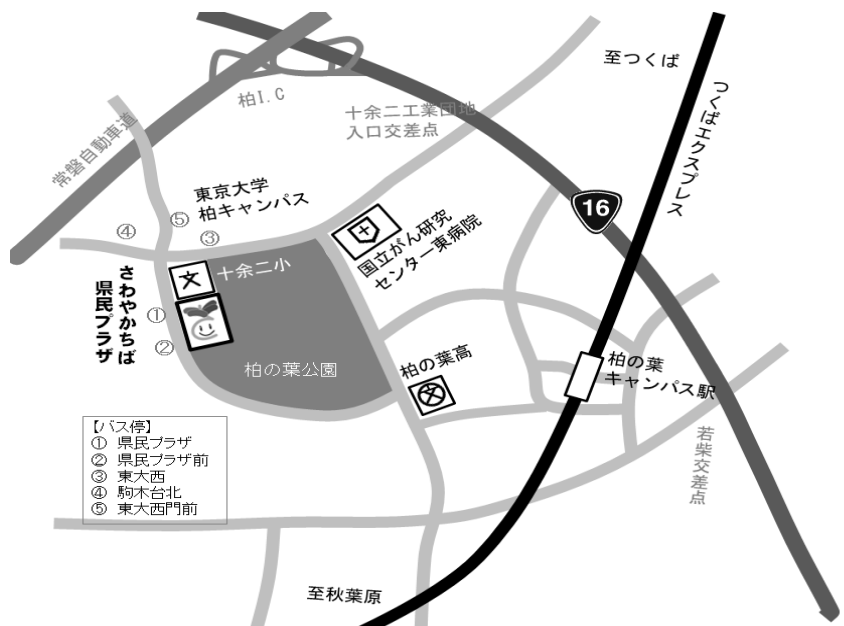 至つくば
つくばエクスプレス
柏I.C
十余二工業団地
入口交差点
常磐自動車道
東京大学
柏キャンパス
⑤
④
③
16
国立がん研究
センター東病院
十余二小
さわやかちば
県民プラザ
①
②
柏の葉公園
柏の葉高
柏の葉
キャンパス駅
若柴交差点
【バス停】
① 県民プラザ
② 県民プラザ前
③ 東大西
④ 駒木台北
⑤ 東大西門前
至秋葉原